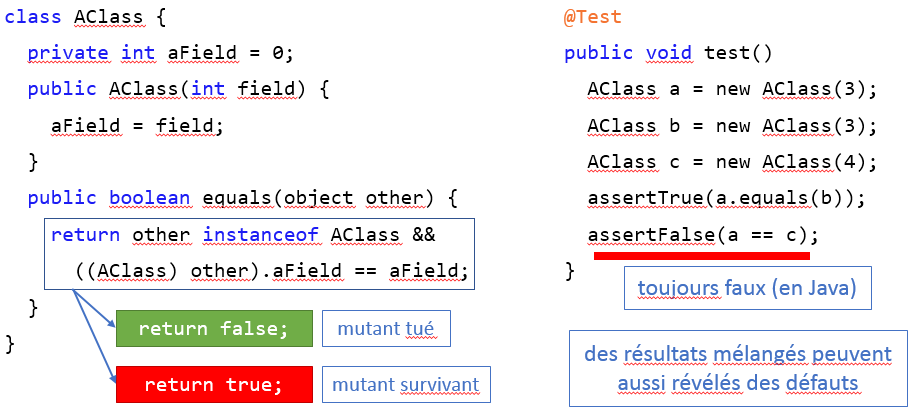 class AClass {
private int aField = 0;
public AClass(int field) {
aField = field;
}
public boolean equals(object other) {
return other instanceof AClass &&
((AClass) other).aField == aField;
}
}
return false;
mutant tué
return true;
mutant survivant
@Test
public void test()
AClass a = new AClass(3);
AClass b = new AClass(3);
AClass c = new AClass(4);
assertTrue(a.equals(b));
assertFalse(a == c);
}
toujours faux (en Java)
des résultats mélangés peuvent
aussi révélés des défauts